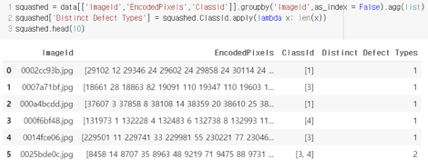 1 squashed = data[['ImageId','EncodedPixels','ClassId']].groupby('ImageId',as_index = False).agg(list)
2 squashed['Distinct Defect Types'] = squashed.ClassId.apply(lambda x: len(x))
3 squashed.head(10)
ImageId EncodedPixels ClassId Distinct Defect Types
0 0002cc93b.jpg [29102 12 29346 24 29602 24 29858 24 30114 24 ... [1] 1
1 0007a71bf.jpg [18661 28 18863 82 19091 110 19347 110 19603 1... [3] 1
2 000a4bcdd.jpg [37607 3 37858 8 38108 14 38359 20 38610 25 38... [1] 1
3 000f6bf48.jpg [131973 1 132228 4 132483 6 132738 8 132993 11... [4] 1
4 0014fce06.jpg [229501 11 229741 33 229981 55 230221 77 23046... [3] 1
5 0025bde0c.jpg [8458 14 8707 35 8963 48 9219 71 9475 88 9731 ... [3, 4] 2